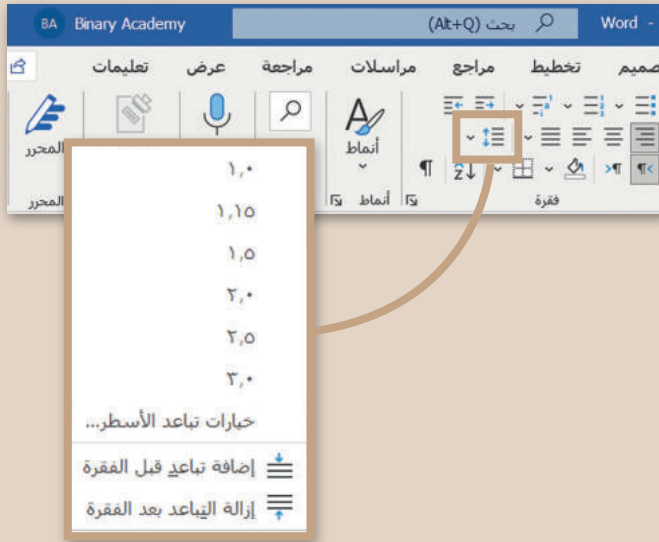 BA Binary Academy بحث (Alt+Q) Word -
صميم تخطيط مراجع مراسلات مراجعة عرض تعليمات
أنماط
المحرر
فقرة أنماط المحرر
١,٠
١,١٥
١,٥
٢,٠
٢,٥
٣,٠
خيارات تباعد الأسطر...
إضافة تباعد قبل الفقرة
إزالة التباعد بعد الفقرة